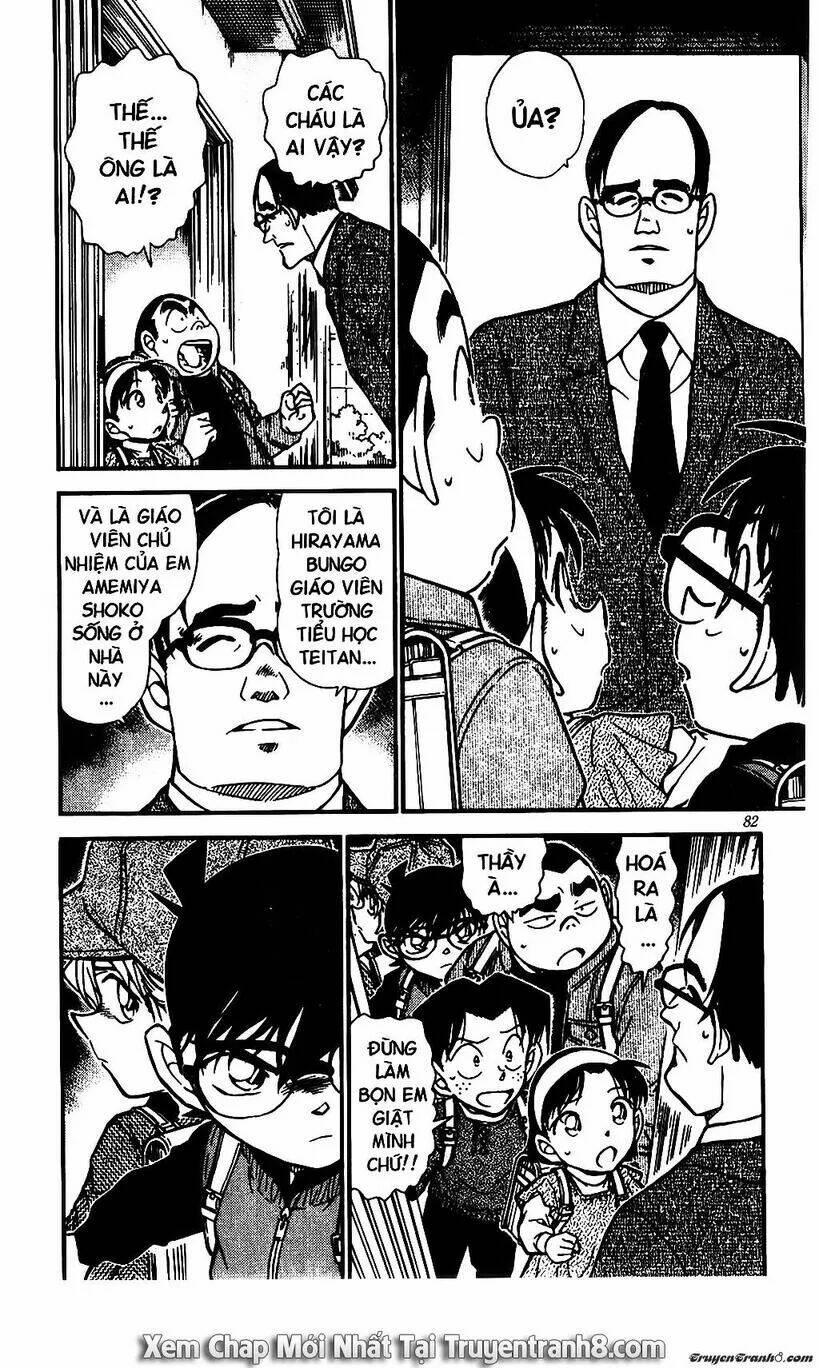 ỦA?
CÁC
CHÁU LÀ
AI VẬY?
THẾ...
THẾ
ÔNG LÀ
AI!?
TÔI LÀ
HIRAYAMA
BUNGO
GIÁO VIÊN
TRƯỜNG
TIỂU HỌC
TEITAN...
VÀ LÀ GIÁO
VIÊN CHỦ
NHIỆM CỦA EM
AMEMIYA
SHOKO
SỐNG Ở
NHÀ
NÀY
...
82
HOÁ
RA LÀ
...
THẦY
À...
ĐỪNG
LÀM
BỌN EM
GIẬT
MÌNH
CHỨ!!
Xem Chap Mới Nhất Tại Truyentranh8.com
TruyenTranh8.com